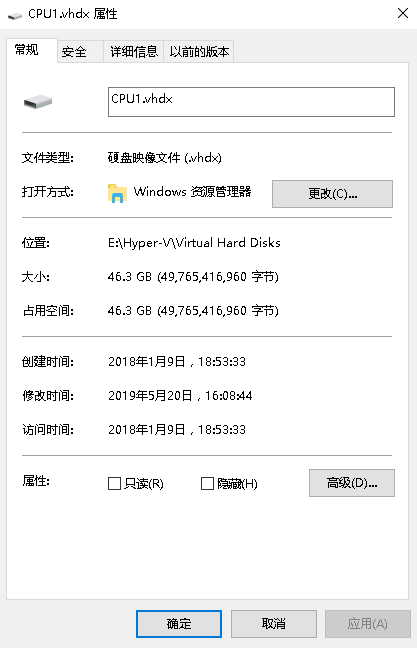 CPU1.vhdx 属性
常规 安全 详细信息 以前的版本
CPU1.vhdx
文件类型: 硬盘映像文件 (.vhdx)
打开方式: Windows 资源管理器 更改(C)...
位置: E:\Hyper-V\Virtual Hard Disks
大小: 46.3 GB (49,765,416,960 字节)
占用空间: 46.3 GB (49,765,416,960 字节)
创建时间: 2018年1月9日，18:53:33
修改时间: 2019年5月20日，16:08:44
访问时间: 2018年1月9日，18:53:33
属性: 只读(R) 隐藏(H) 高级(D)...
确定 取消 应用(A)